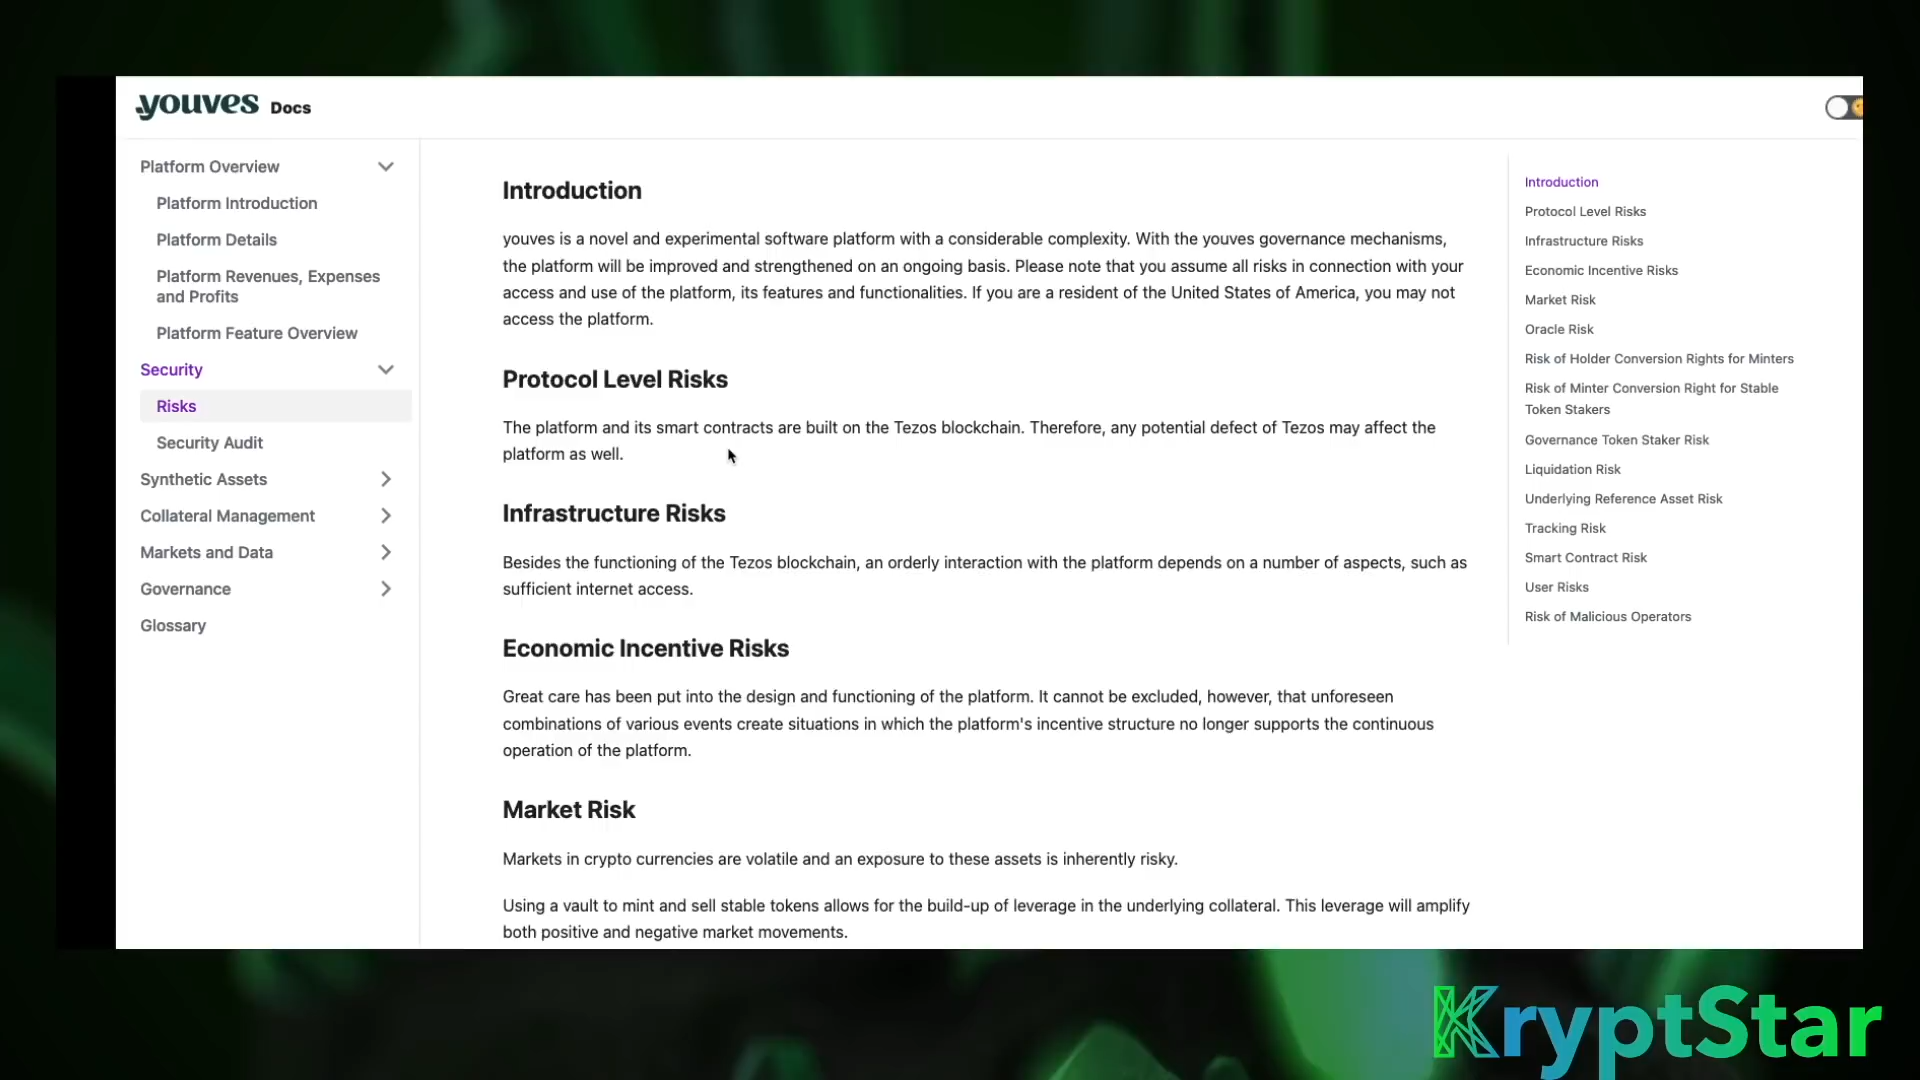 youves Docs
Platform Overview
Platform Introduction
Platform Details
Platform Revenues, Expenses
and Profits
Platform Feature Overview
Security
Risks
Security Audit
Synthetic Assets
Collateral Management
Markets and Data
Governance
Glossary
Introduction
youves is a novel and experimental software platform with a considerable complexity. With the youves governance mechanisms,
the platform will be improved and strengthened on an ongoing basis. Please note that you assume all risks in connection with your
access and use of the platform, its features and functionalities. If you are a resident of the United States of America, you may not
access the platform.
Protocol Level Risks
The platform and its smart contracts are built on the Tezos blockchain. Therefore, any potential defect of Tezos may affect the
platform as well.
Infrastructure Risks
Besides the functioning of the Tezos blockchain, an orderly interaction with the platform depends on a number of aspects, such as
sufficient internet access.
Economic Incentive Risks
Great care has been put into the design and functioning of the platform. It cannot be excluded, however, that unforeseen
combinations of various events create situations in which the platform's incentive structure no longer supports the continuous
operation of the platform.
Market Risk
Markets in crypto currencies are volatile and an exposure to these assets is inherently risky.
Using a vault to mint and sell stable tokens allows for the build-up of leverage in the underlying collateral. This leverage will amplify
both positive and negative market movements.
Introduction
Protocol Level Risks
Infrastructure Risks
Economic Incentive Risks
Market Risk
Oracle Risk
Risk of Holder Conversion Rights for Minters
Risk of Minter Conversion Right for Stable
Token Stakers
Governance Token Staker Risk
Liquidation Risk
Underlying Reference Asset Risk
Tracking Risk
Smart Contract Risk
User Risks
Risk of Malicious Operators
KryptStar